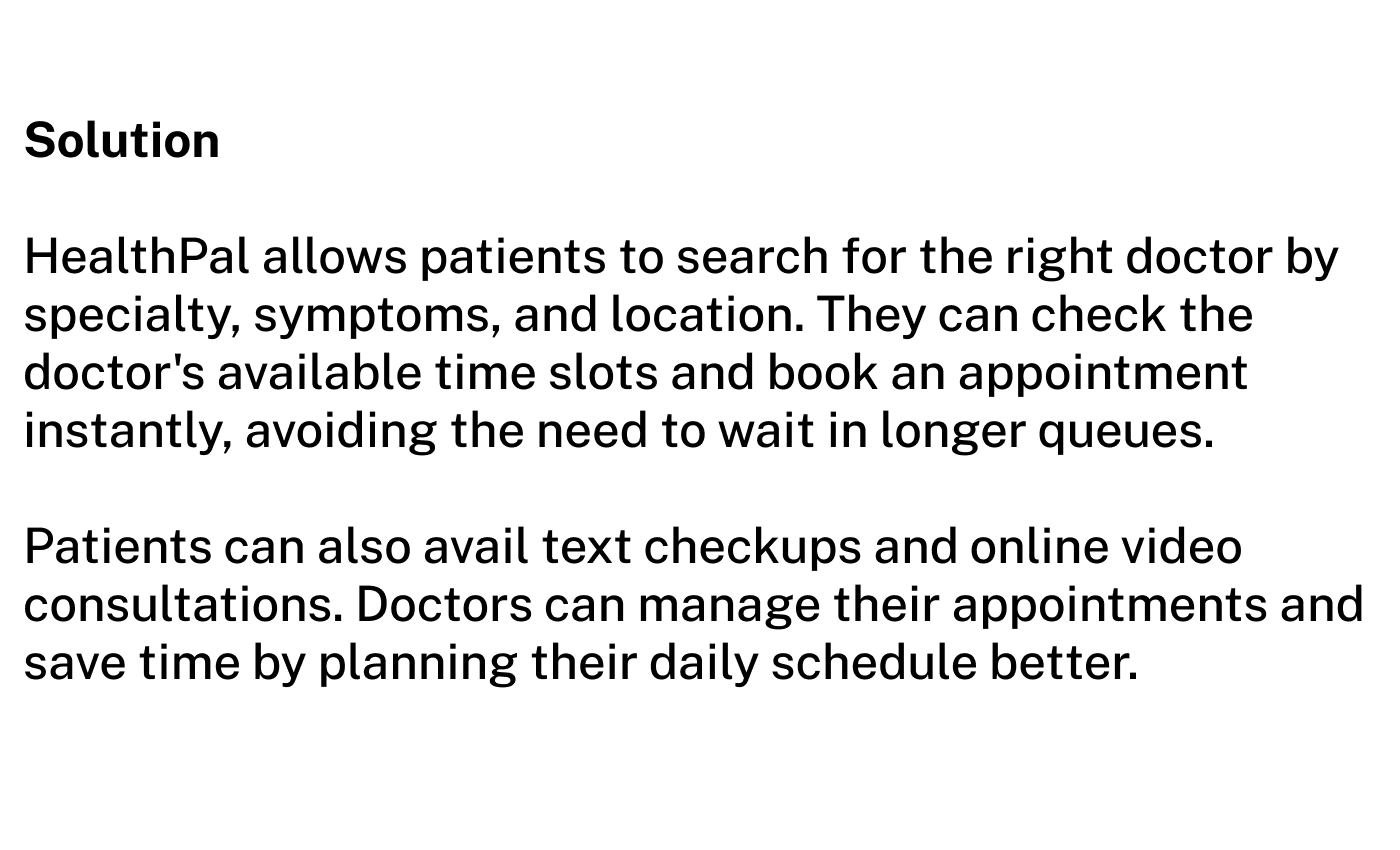 Solution
HealthPal allows patients to search for the right doctor by
specialty, symptoms, and location. They can check the
doctor's available time slots and book an appointment
instantly, avoiding the need to wait in longer queues.
Patients can also avail text checkups and online video
consultations. Doctors can manage their appointments and
save time by planning their daily schedule better.